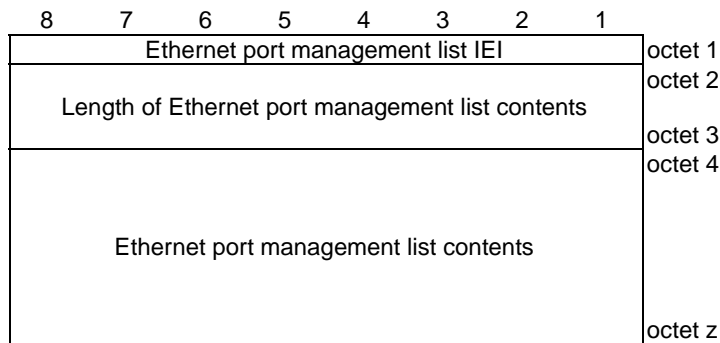 8 7 6 5 4 3 2 1
Ethernet port management list IEI octet 1
octet 2
Length of Ethernet port management list contents
octet 3
octet 4
Ethernet port management list contents
octet z